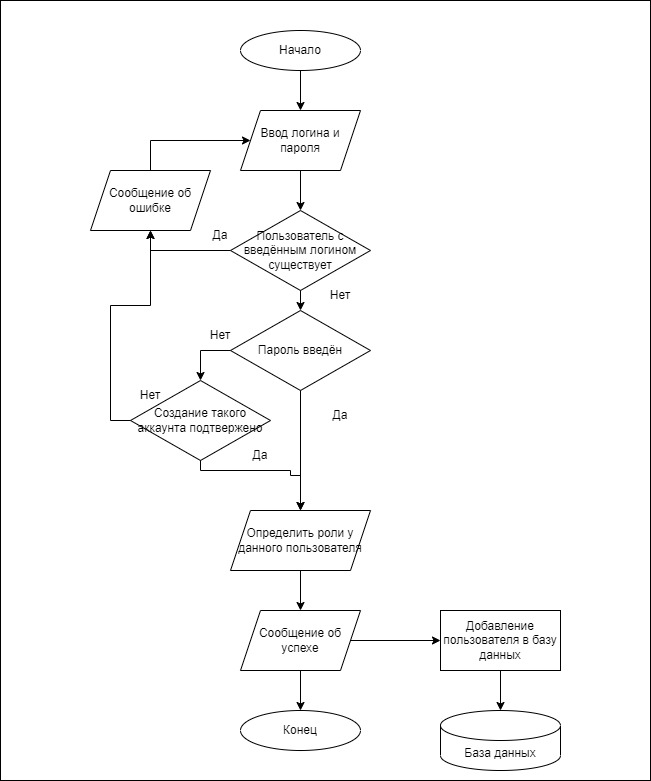 Начало
Ввод логина и
пароля
Сообщение об
ошибке
Да
Пользователь с
введённым логином
существует
Нет
Нет
Пароль введён
Нет
Создание такого
аккаунта подтвержено
Да
Да
Определить роли у
данного пользователя
Сообщение об
успехе
Добавление
пользователя в базу
данных
Конец
База данных